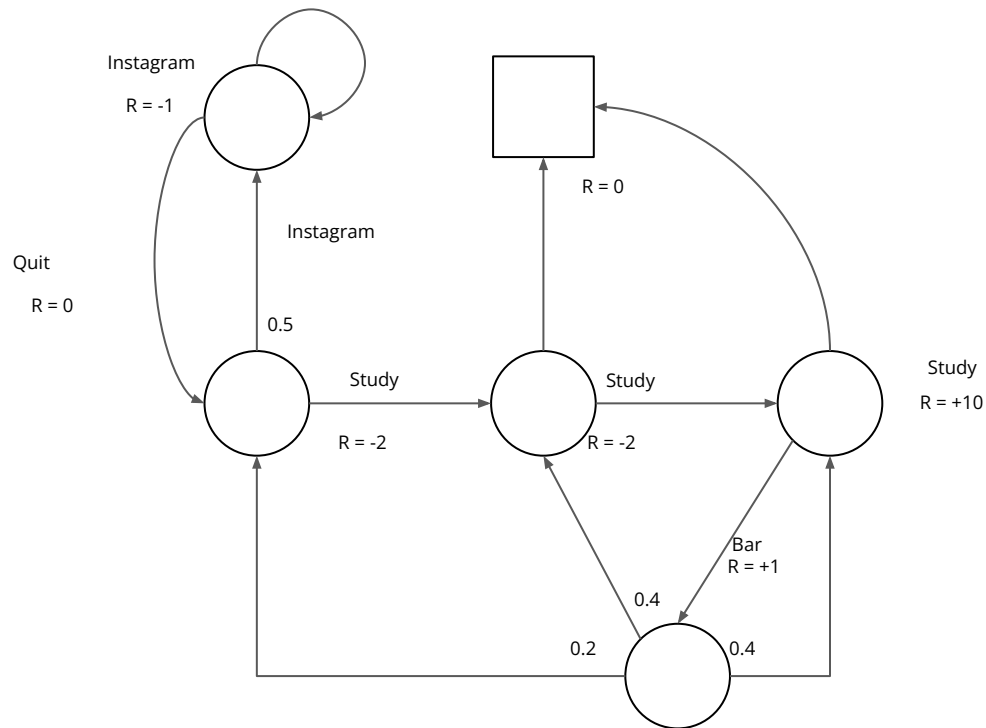 Instagram
R = -1
R = 0
Instagram
Quit
R = 0
0.5
Study
Study
Study
R = +10
R = -2
R = -2
Bar
R = +1
0.4
0.2
0.4